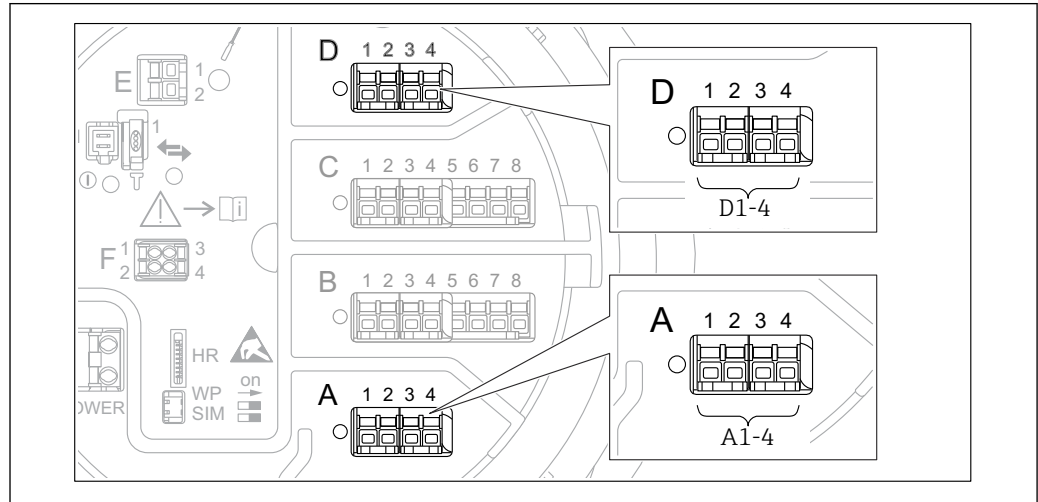 D 1 2 3 4
E 1
2
1
C 1 2 3 4 5 6 7 8
i
F 1 3
2 4
B 1 2 3 4 5 6 7 8
HR
WP on
SIM
OWER
A 1 2 3 4
D 1 2 3 4
D1-4
A 1 2 3 4
A1-4